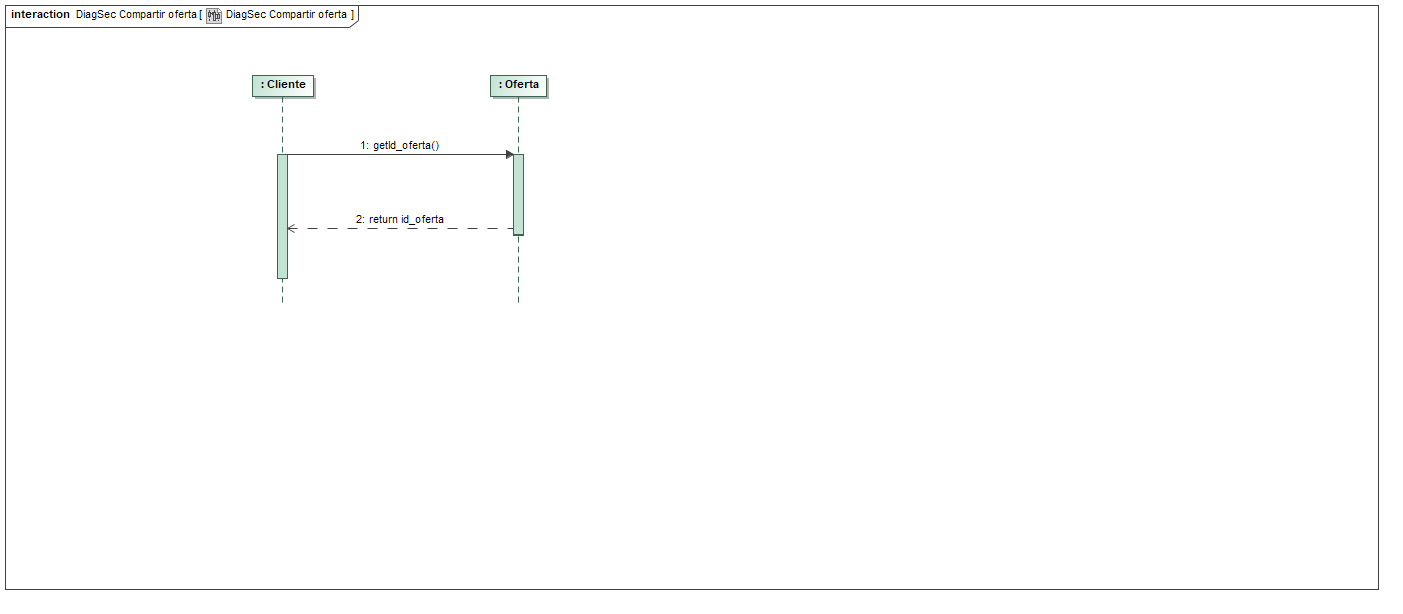 interaction DiagSec Compartir oferta [ DiagSec Compartir oferta ]
: Cliente
: Oferta
1: getId_oferta()
2: return id_oferta